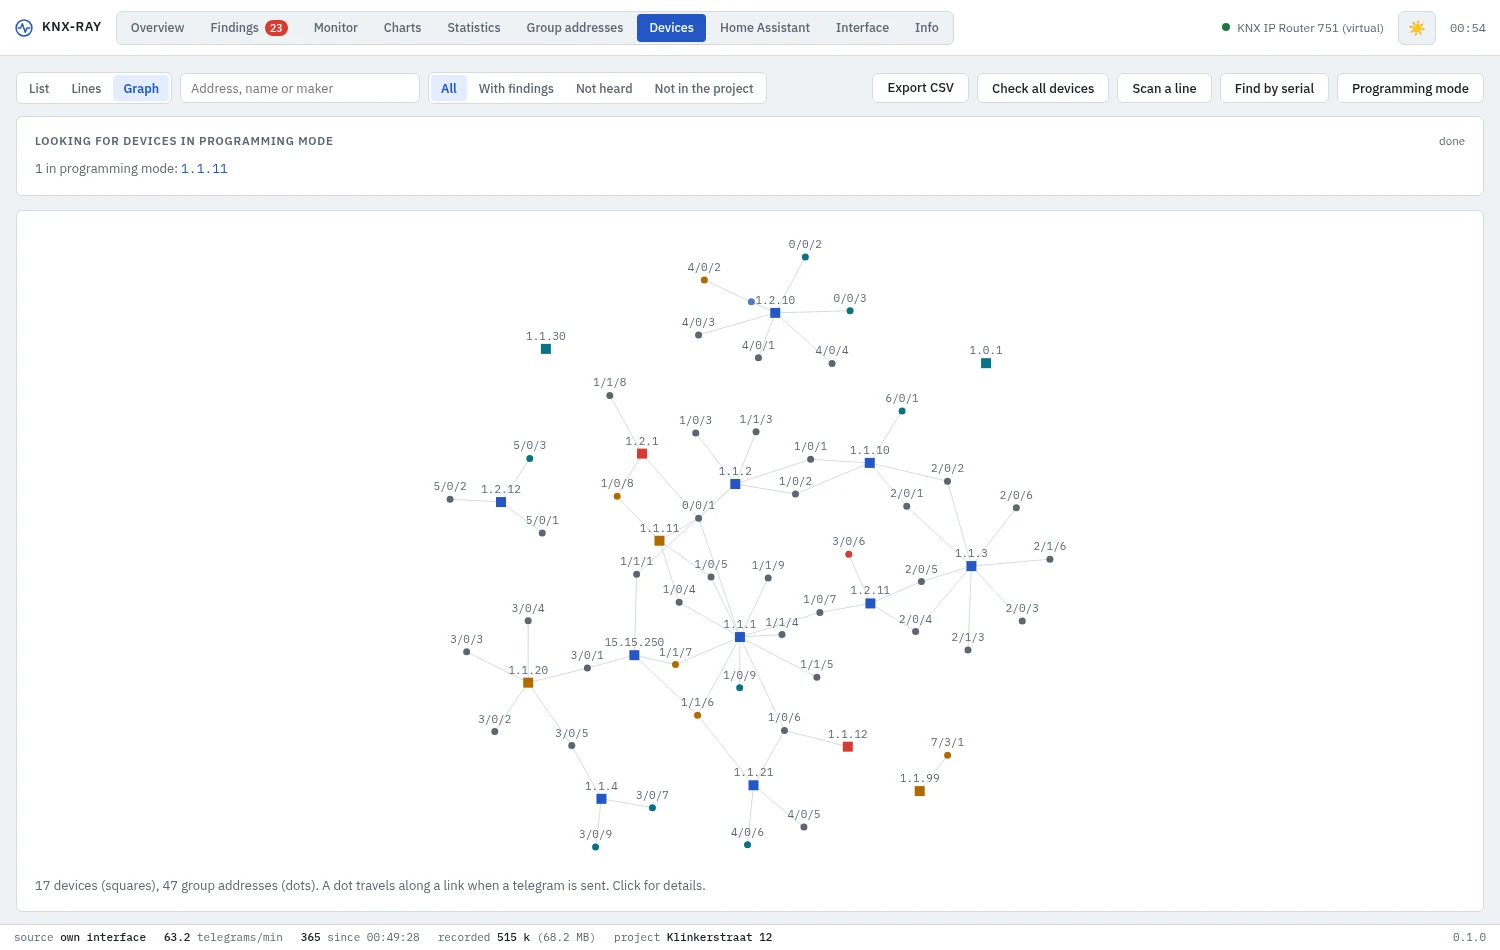 KNX-RAY Overview Findings 23 Monitor Charts Statistics Group addresses Devices Home Assistant Interface Info KNX IP Router 751 (virtual) 00:54
List Lines Graph Address, name or maker All With findings Not heard Not in the project Export CSV Check all devices Scan a line Find by serial Programming mode
LOOKING FOR DEVICES IN PROGRAMMING MODE done
1 in programming mode: 1.1.11
0/0/2
4/0/2
1.2.10 0/0/3
4/0/3
1.1.30 4/0/1 4/0/4 1.0.1
1/1/8
6/0/1
1/0/3 1/1/3
5/0/3 1.2.1 1/0/1 1.1.10
1.1.2 2/0/2
5/0/2 1.2.12 1/0/8 1/0/2 2/0/1 2/0/6
0/0/1
5/0/1 1.1.11
3/0/6 2/1/6
1/1/1 1/0/5 1/1/9 2/0/5 1.1.3
1/0/4 1.2.11
3/0/4 1/0/7 2/0/3
1.1.1 1/1/4 2/0/4
3/0/3 15.15.250 2/1/3
3/0/1 1/1/7
1.1.20 1/0/9 1/1/5
1/1/6
3/0/2 1/0/6
3/0/5 1.1.12
7/3/1
1.1.21 1.1.99
1.1.4 3/0/7
4/0/5
3/0/9 4/0/6
17 devices (squares), 47 group addresses (dots). A dot travels along a link when a telegram is sent. Click for details.
source own interface 63.2 telegrams/min 365 since 00:49:28 recorded 515 k (68.2 MB) project Klinkerstraat 12 0.1.0